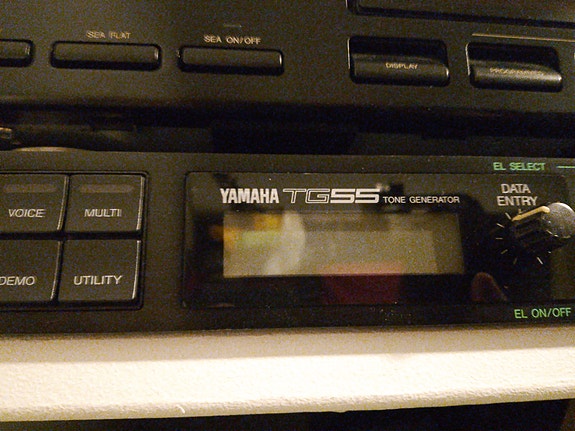 SEA FLAT
SEA ON/OFF
DISPLAY
EL SELECT
YAMAHA TG55 TONE GENERATOR
DATA
ENTRY
VOICE
MULTI
DEMO
UTILITY
EL ON/OFF